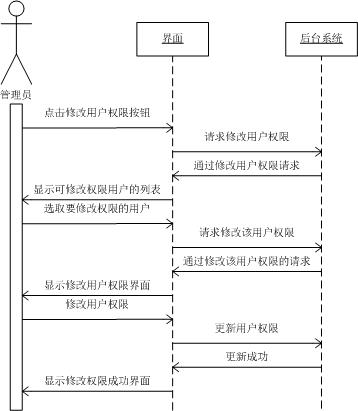 界面
后台系统
管理员
点击修改用户权限按钮
请求修改用户权限
通过修改用户权限请求
显示可修改权限用户的列表
选取要修改权限的用户
请求修改该用户权限
通过修改该用户权限的请求
显示修改用户权限界面
修改用户权限
更新用户权限
更新成功
显示修改权限成功界面